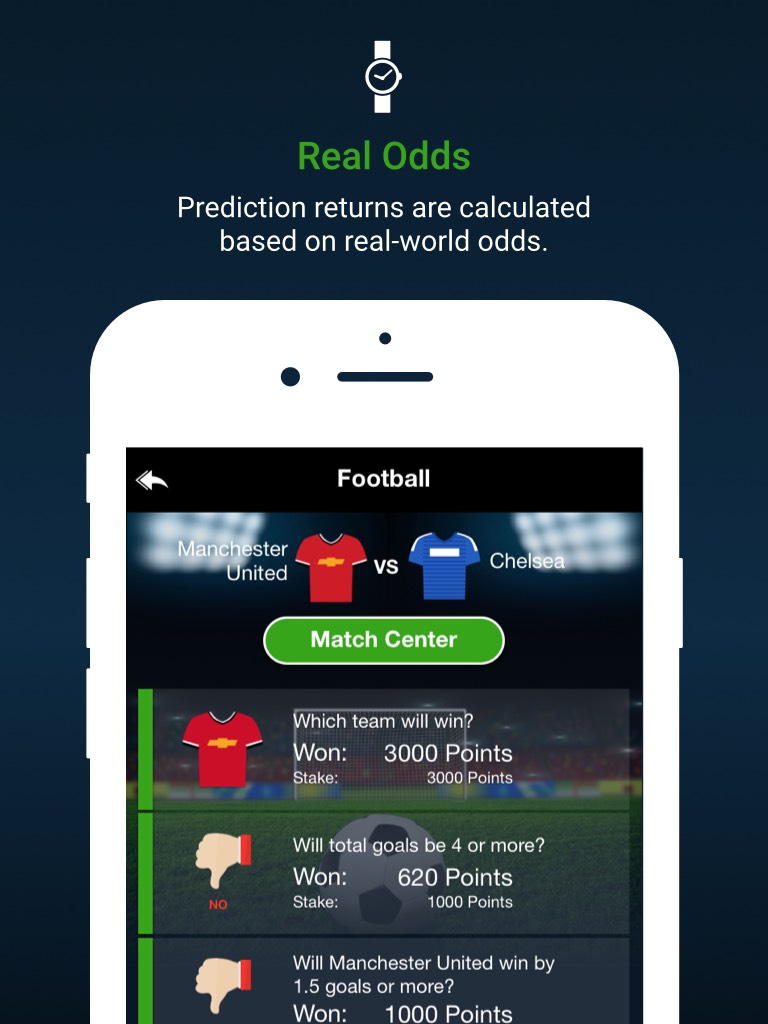 Real Odds
Prediction returns are calculated
based on real-world odds.
Football
Manchester
United
vs
Chelsea
Match Center
Which team will win?
Won: 3000 Points
Stake: 3000 Points
Will total goals be 4 or more?
Won: 620 Points
Stake: 1000 Points
NO
Will Manchester United win by
1.5 goals or more?
Won: 1000 Points